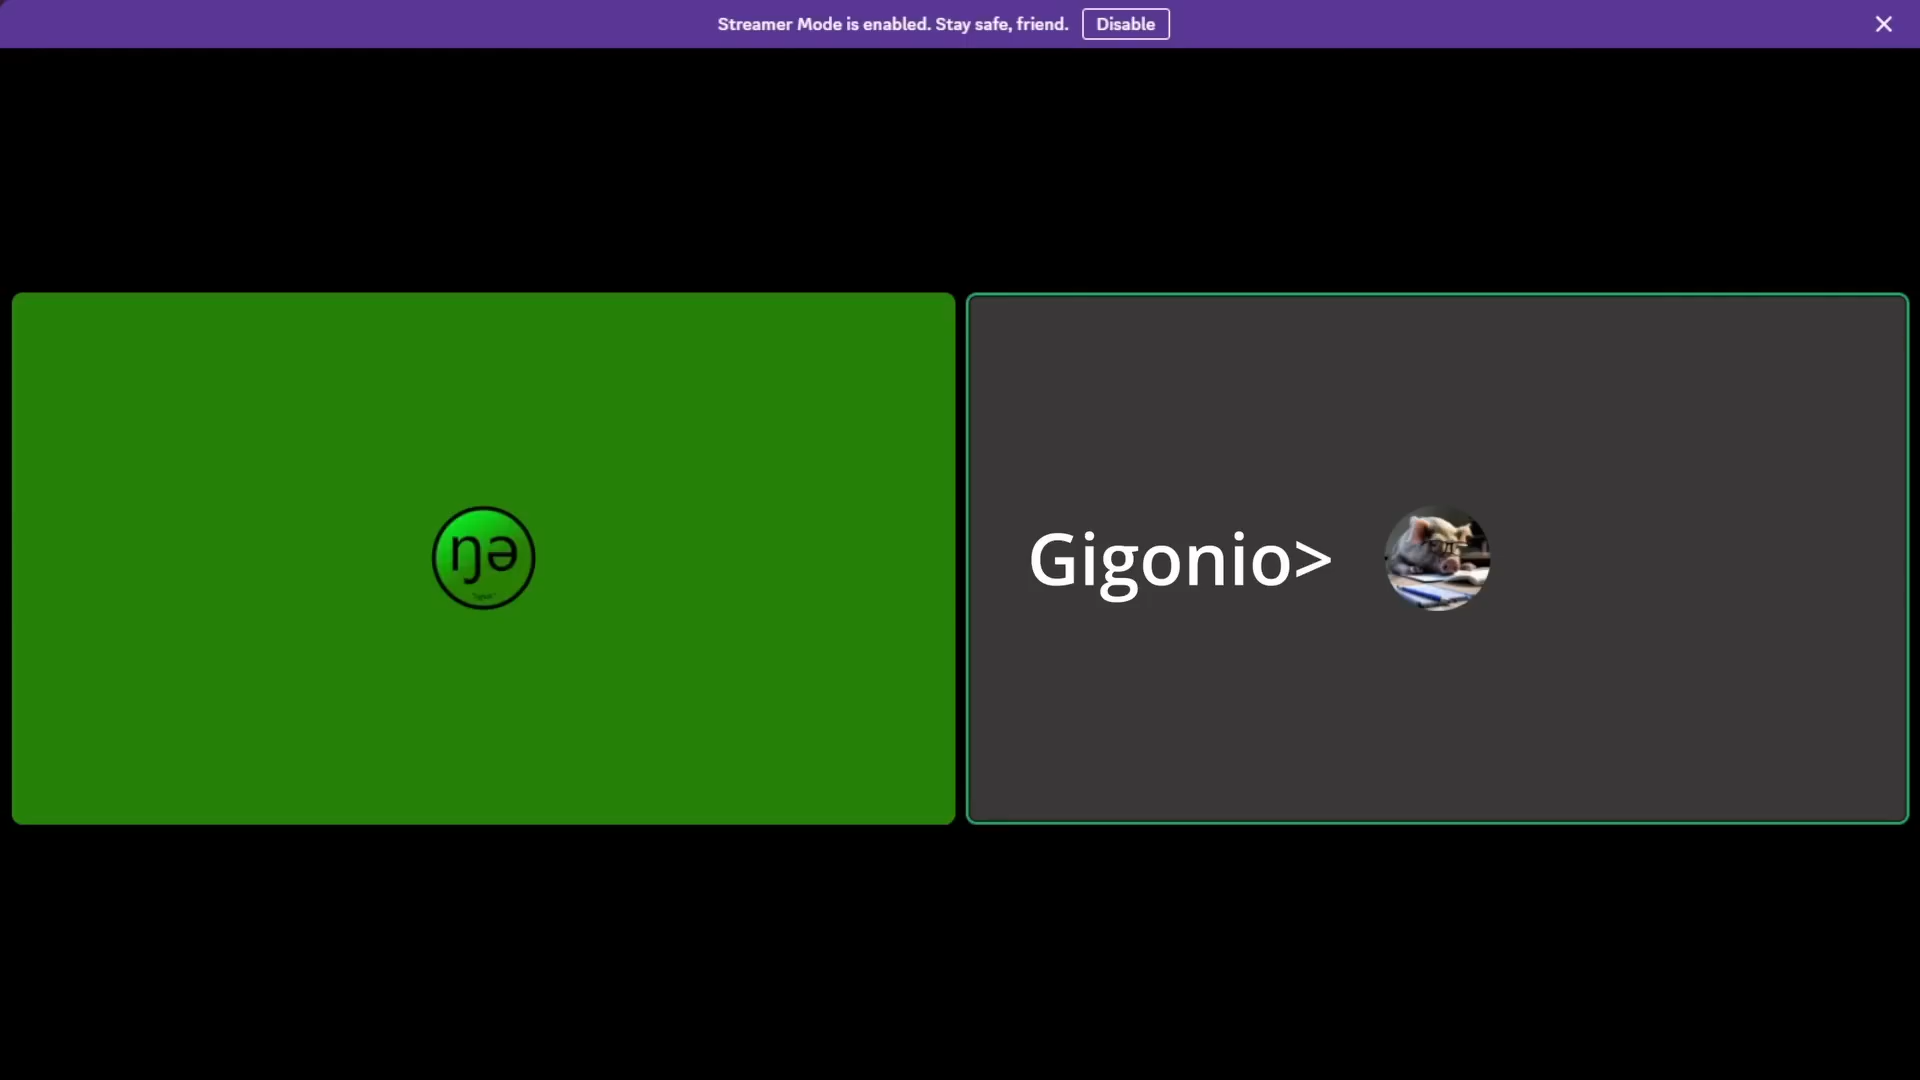 Streamer Mode is enabled. Stay safe, friend. Disable
ŋə
Gigonio>